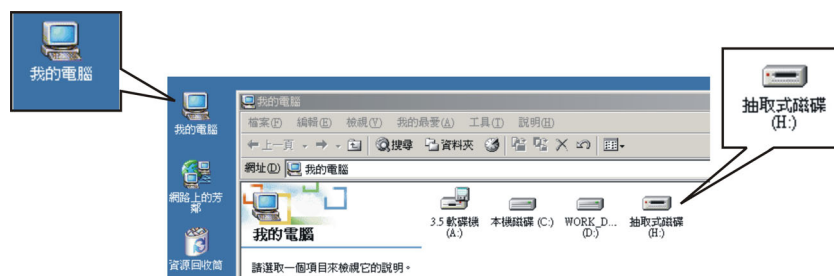 我的電腦
抽取式磁碟
(H:)
我的電腦
我的電腦
檔案(F) 編輯(E) 檢視(V) 我的最愛(A) 工具(T) 說明(H)
上一頁 搜尋 資料夾
網址(D) 我的電腦
網路上的芳
鄰
資源回收筒
我的電腦
3.5 軟碟機
(A:)
本機磁碟 (C:)
WORK_D...
(D:)
抽取式磁碟
(H:)
請選取一個項目來檢視它的說明。